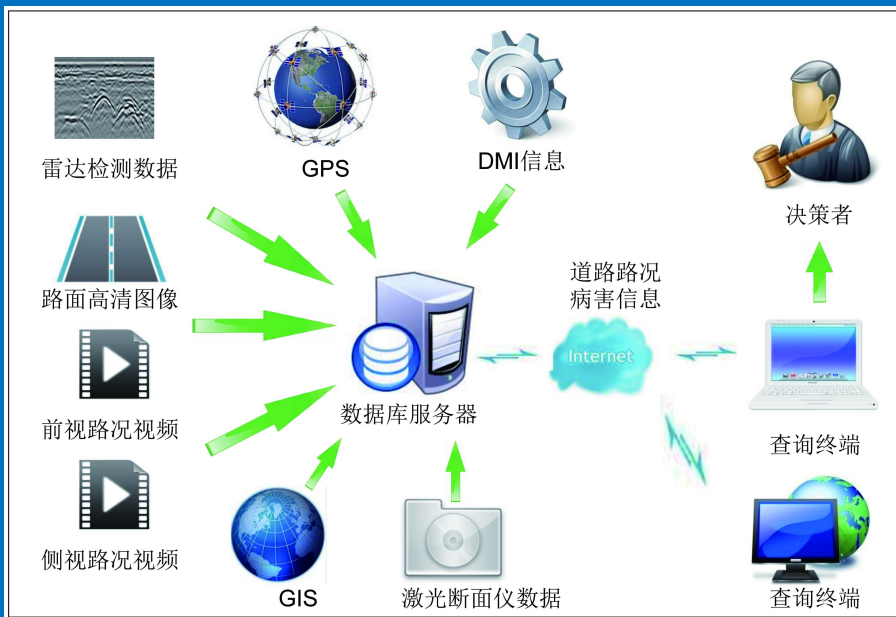 雷达检测数据
GPS
DMI信息
决策者
路面高清图像
道路路况
病害信息
Internet
前视路况视频
数据库服务器
查询终端
侧视路况视频
GIS
激光断面仪数据
查询终端